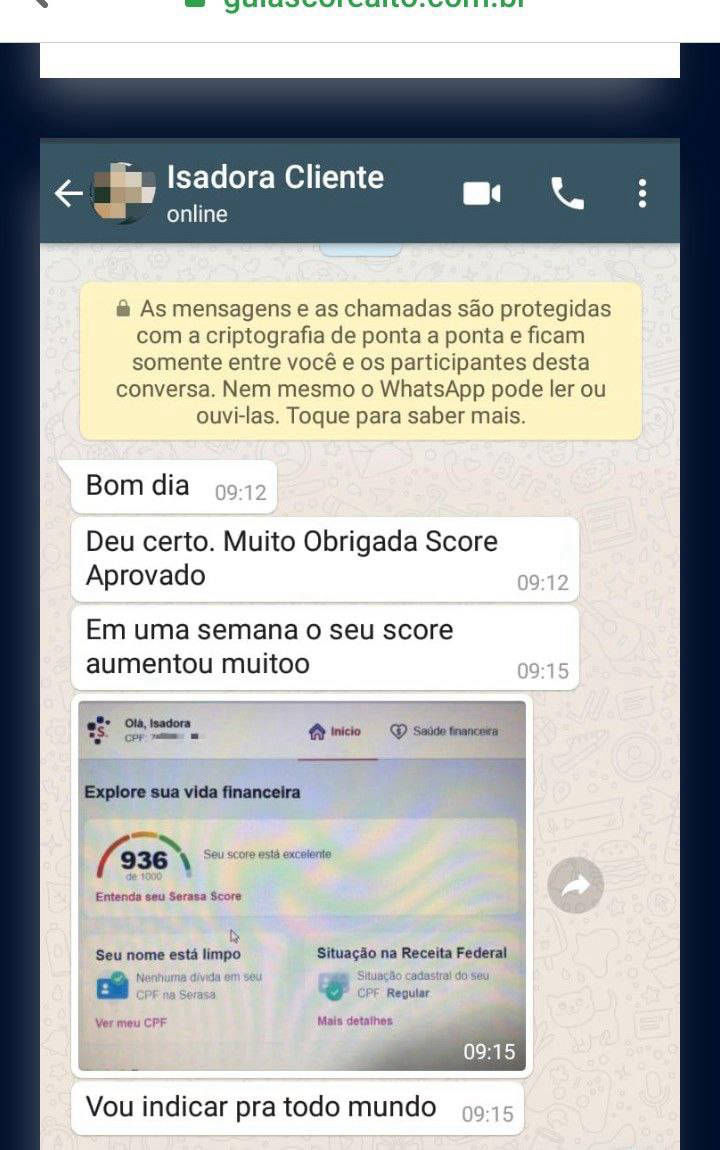 Isadora Cliente
online
As mensagens e as chamadas são protegidas
com a criptografia de ponta a ponta e ficam
somente entre você e os participantes desta
conversa. Nem mesmo o WhatsApp pode ler ou
ouvi-las. Toque para saber mais.
Bom dia 09:12
Deu certo. Muito Obrigada Score
Aprovado 09:12
Em uma semana o seu score
aumentou muitoo 09:15
Olá, Isadora
CPF
Início Saúde financeira
Explore sua vida financeira
936
de 1000
Seu score está excelente
Entenda seu Serasa Score
Seu nome está limpo
Nenhuma dívida em seu
CPF na Serasa
Ver meu CPF
Situação na Receita Federal
Situação cadastral do seu
CPF Regular
Mais detalhes
09:15
Vou indicar pra todo mundo 09:15